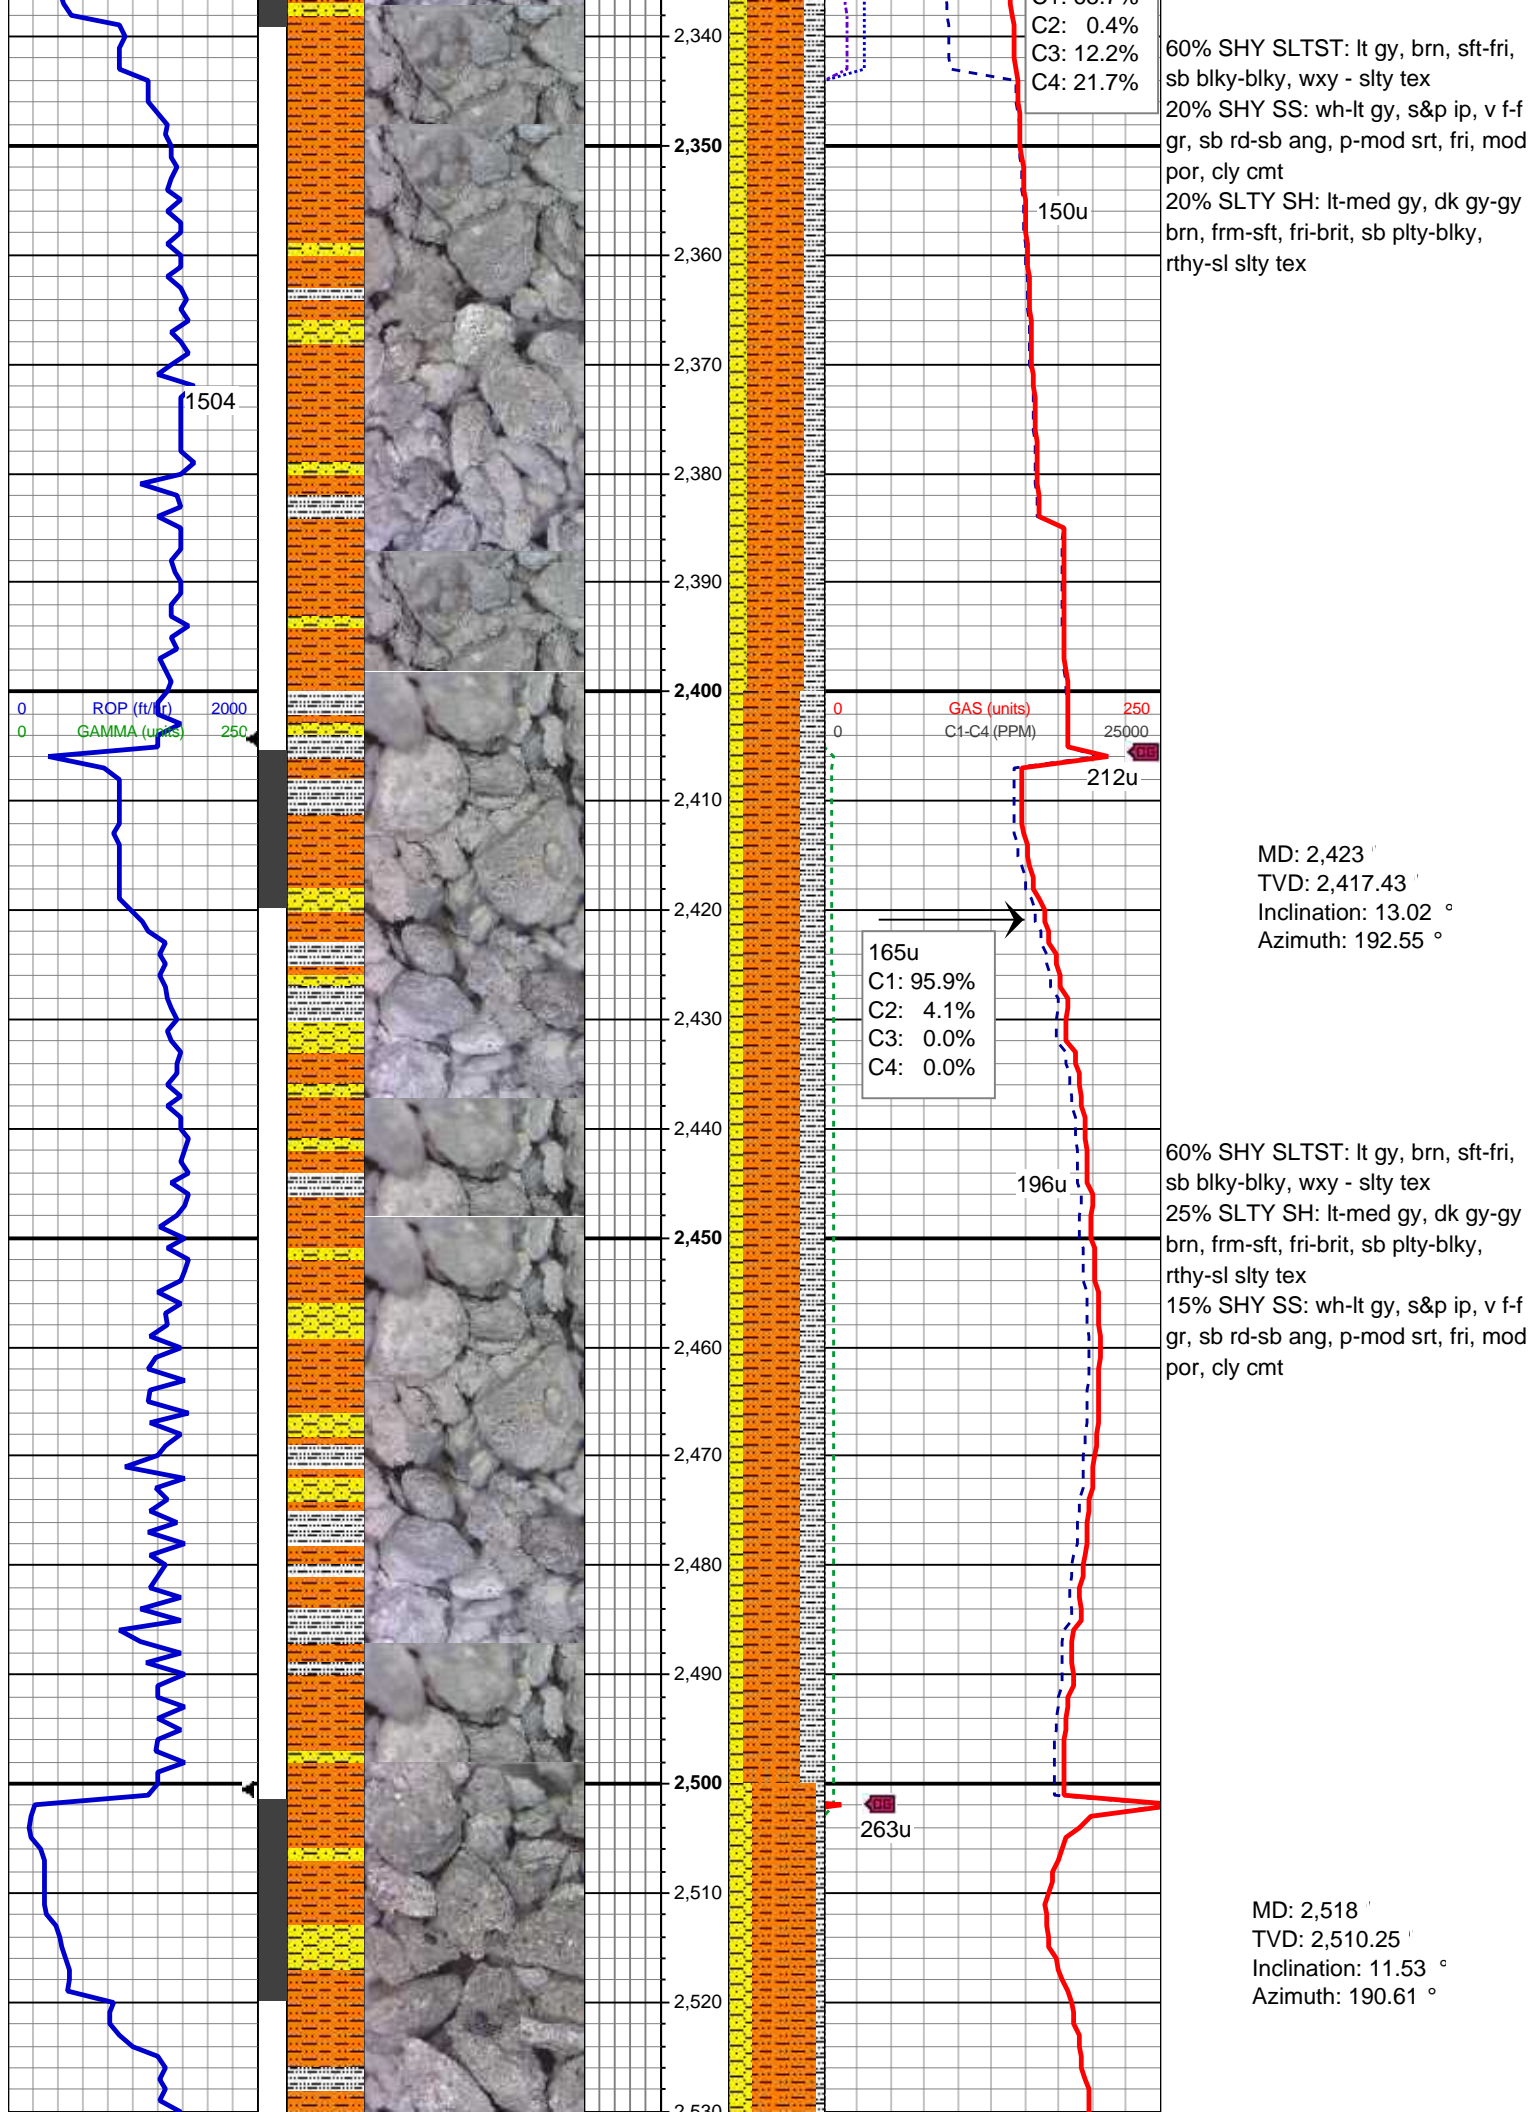 C2: 0.4%
C3: 12.2%
C4: 21.7%
2,340
60% SHY SLTST: lt gy, brn, sft-fri,
sb blky-blky, wxy - slty tex
20% SHY SS: wh-lt gy, s&p ip, v f-f
gr, sb rd-sb ang, p-mod srt, fri, mod
por, cly cmt
20% SLTY SH: lt-med gy, dk gy-gy
brn, frm-sft, fri-brit, sb plty-blky,
rthy-sl slty tex
2,350
150u
2,360
2,370
1504
2,380
2,390
2,400
0 ROP (ft/hr) 2000
0 GAMMA (units) 250
0 GAS (units) 250
0 C1-C4 (PPM) 25000
CG
212u
2,410
MD: 2,423 '
TVD: 2,417.43 '
Inclination: 13.02 °
Azimuth: 192.55 °
2,420
165u
C1: 95.9%
C2: 4.1%
C3: 0.0%
C4: 0.0%
2,430
2,440
60% SHY SLTST: lt gy, brn, sft-fri,
sb blky-blky, wxy - slty tex
25% SLTY SH: lt-med gy, dk gy-gy
brn, frm-sft, fri-brit, sb plty-blky,
rthy-sl slty tex
15% SHY SS: wh-lt gy, s&p ip, v f-f
gr, sb rd-sb ang, p-mod srt, fri, mod
por, cly cmt
196u
2,450
2,460
2,470
2,480
2,490
2,500
CG
263u
2,510
MD: 2,518 '
TVD: 2,510.25 '
Inclination: 11.53 °
Azimuth: 190.61 °
2,520
2,530